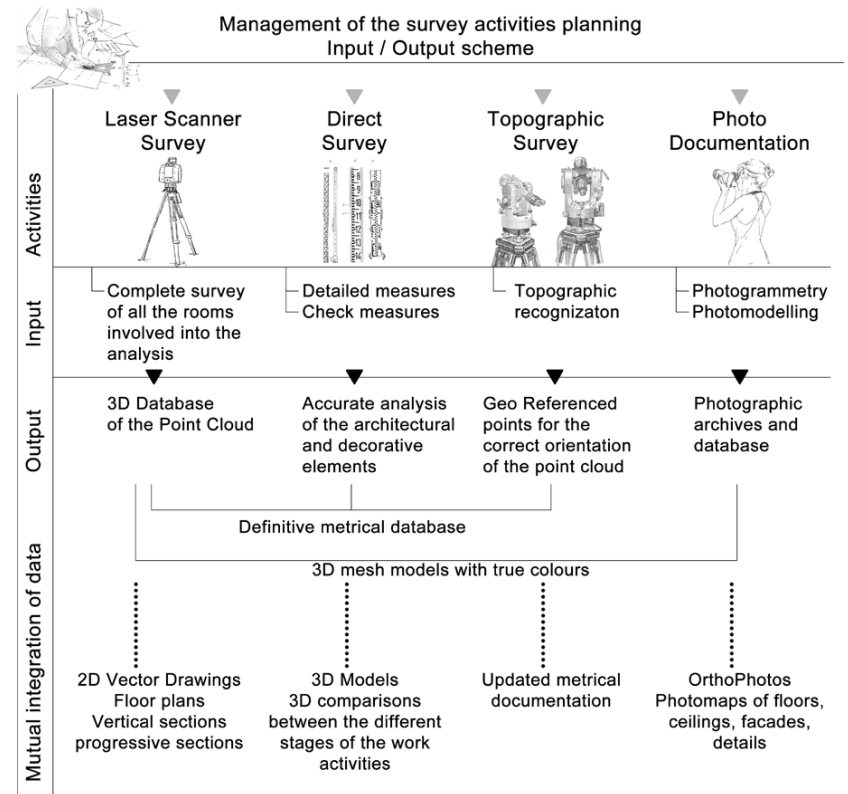 Management of the survey activities planning
Input / Output scheme
Activities
Laser Scanner
Survey
Direct
Survey
Topographic
Survey
Photo
Documentation
Input
Complete survey
of all the rooms
involved into the
analysis
Detailed measures
Check measures
Topographic
recognizaton
Photogrammetry
Photomodelling
Output
3D Database
of the Point Cloud
Accurate analysis
of the architectural
and decorative
elements
Geo Referenced
points for the
correct orientation
of the point cloud
Photographic
archives and
database
Mutual integration of data
Definitive metrical database
3D mesh models with true colours
2D Vector Drawings
Floor plans
Vertical sections
progressive sections
3D Models
3D comparisons
between the different
stages of the work
activities
Updated metrical
documentation
OrthoPhotos
Photomaps of floors,
ceilings, facades,
details